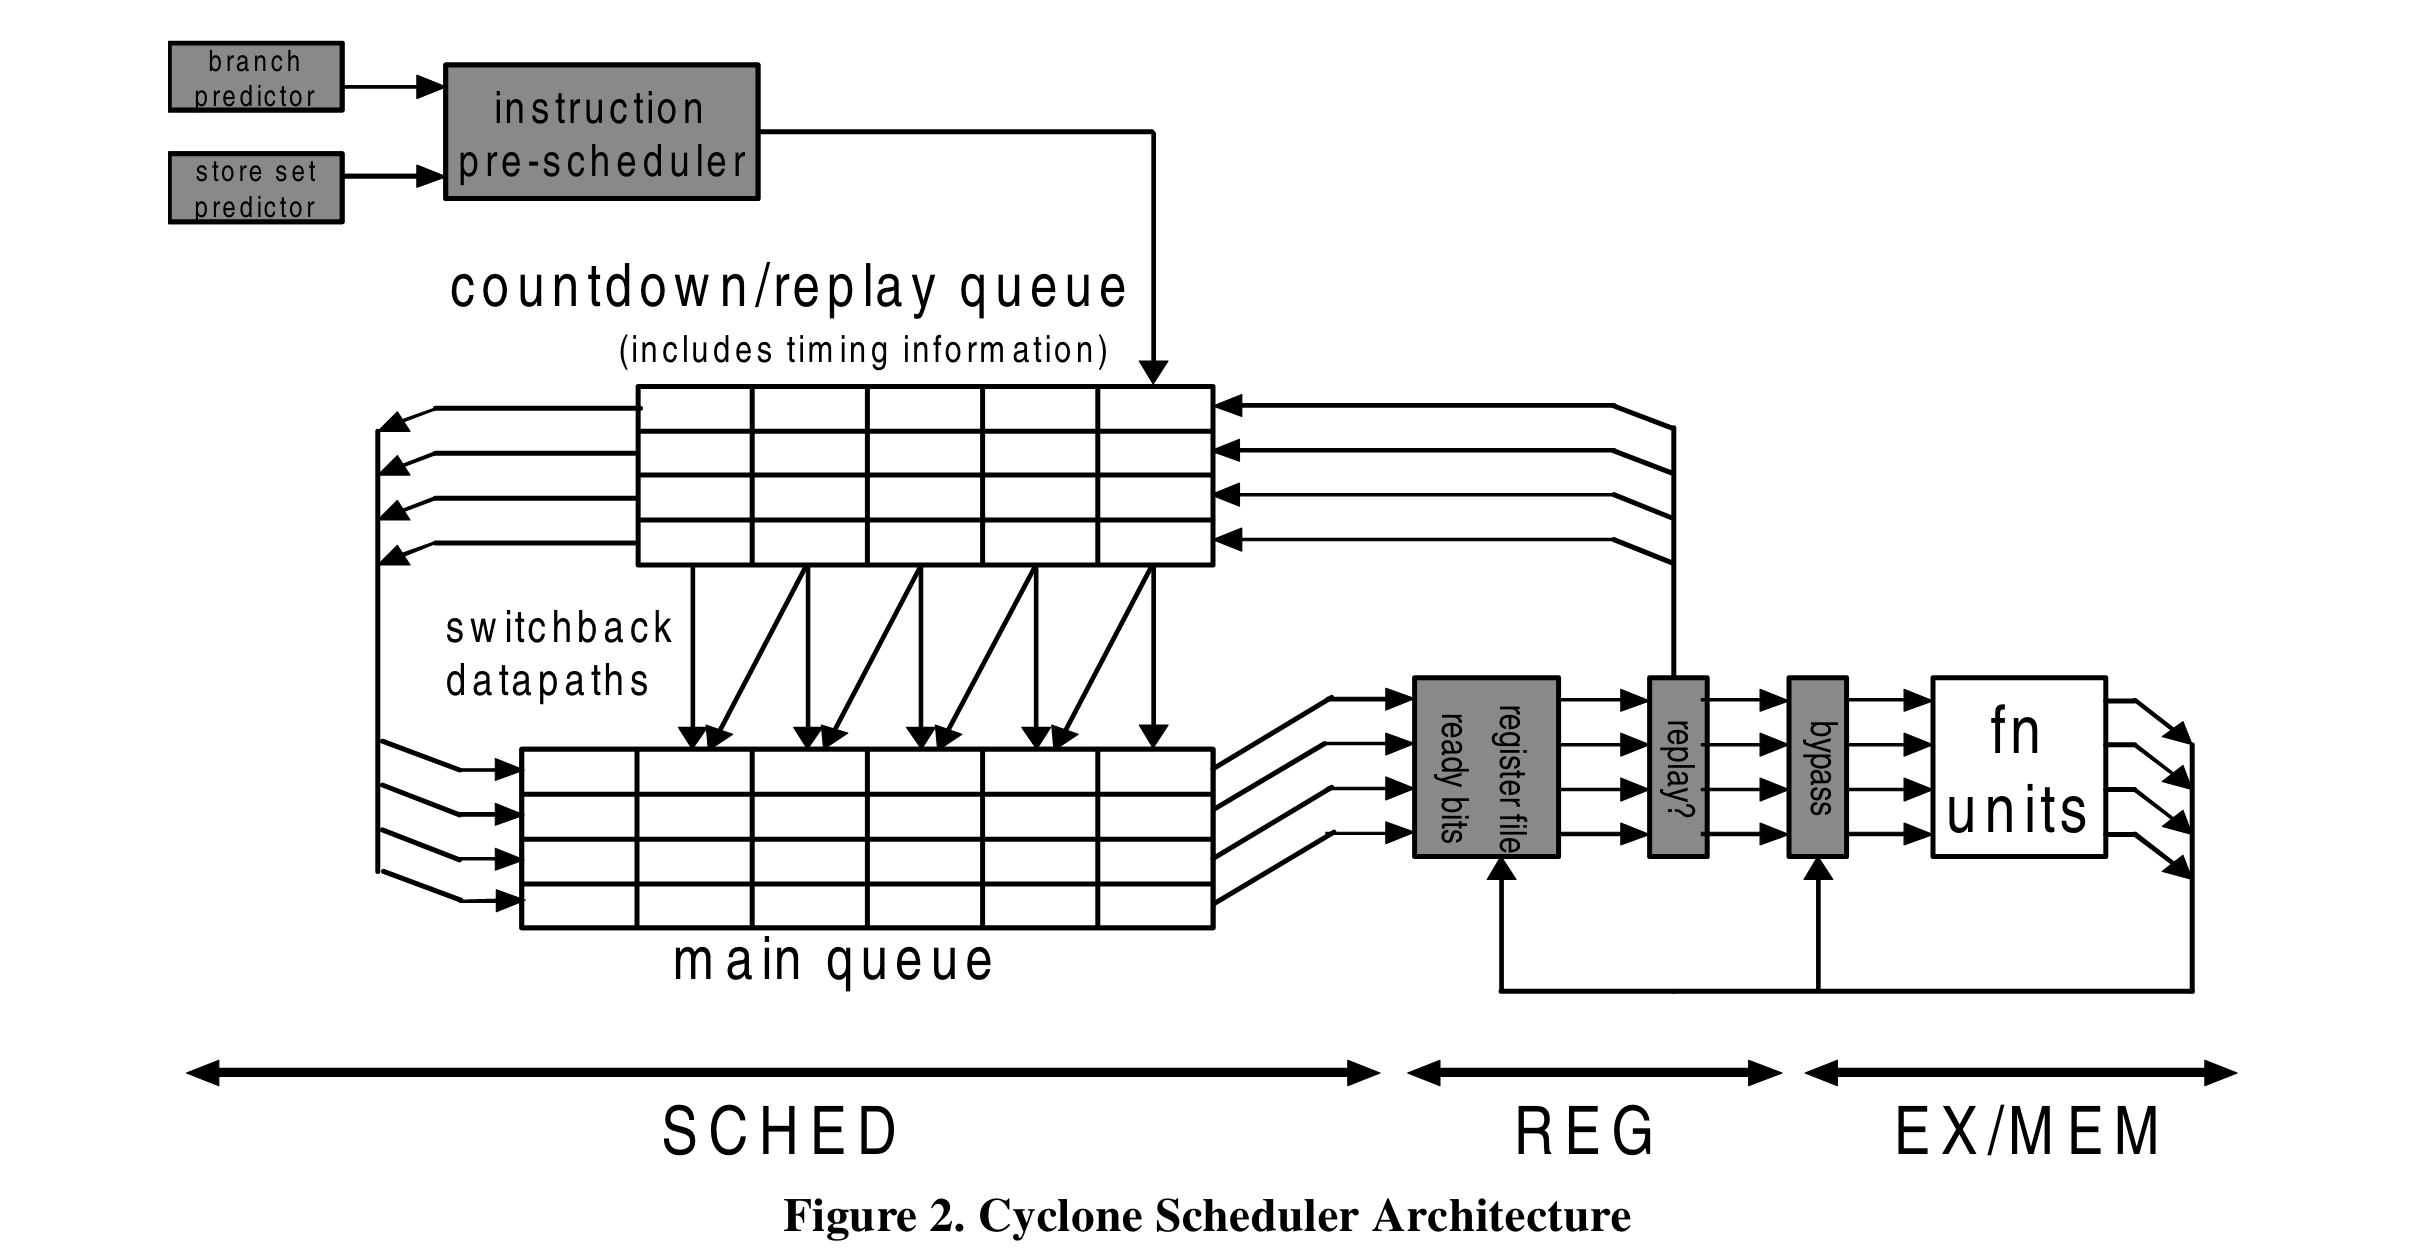 branch
predictor
instruction
pre-scheduler
store set
predictor
countdown/replay queue
(includes timing information)
switchback
datapaths
register file
ready bits
replay?
bypass
fn
units
main queue
SCHED
REG
EX/MEM
Figure 2. Cyclone Scheduler Architecture